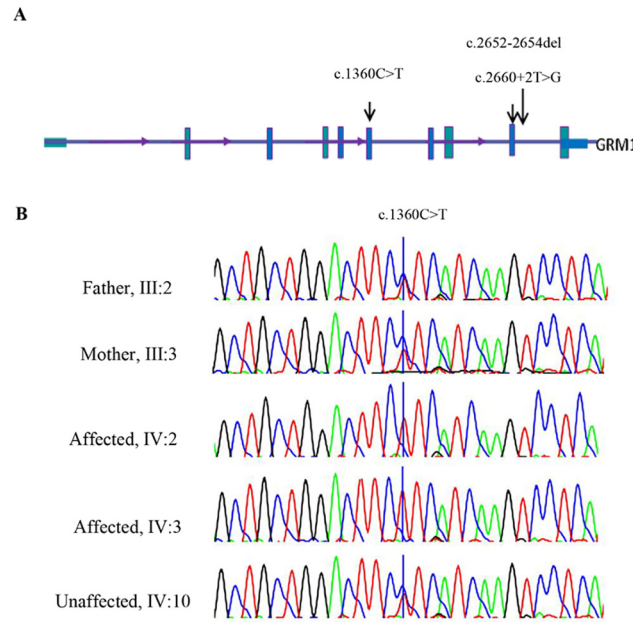 A
c.2652-2654del
c.1360C>T
c.2660+2T>G
GRM1
B
c.1360C>T
Father, III:2
Mother, III:3
Affected, IV:2
Affected, IV:3
Unaffected, IV:10